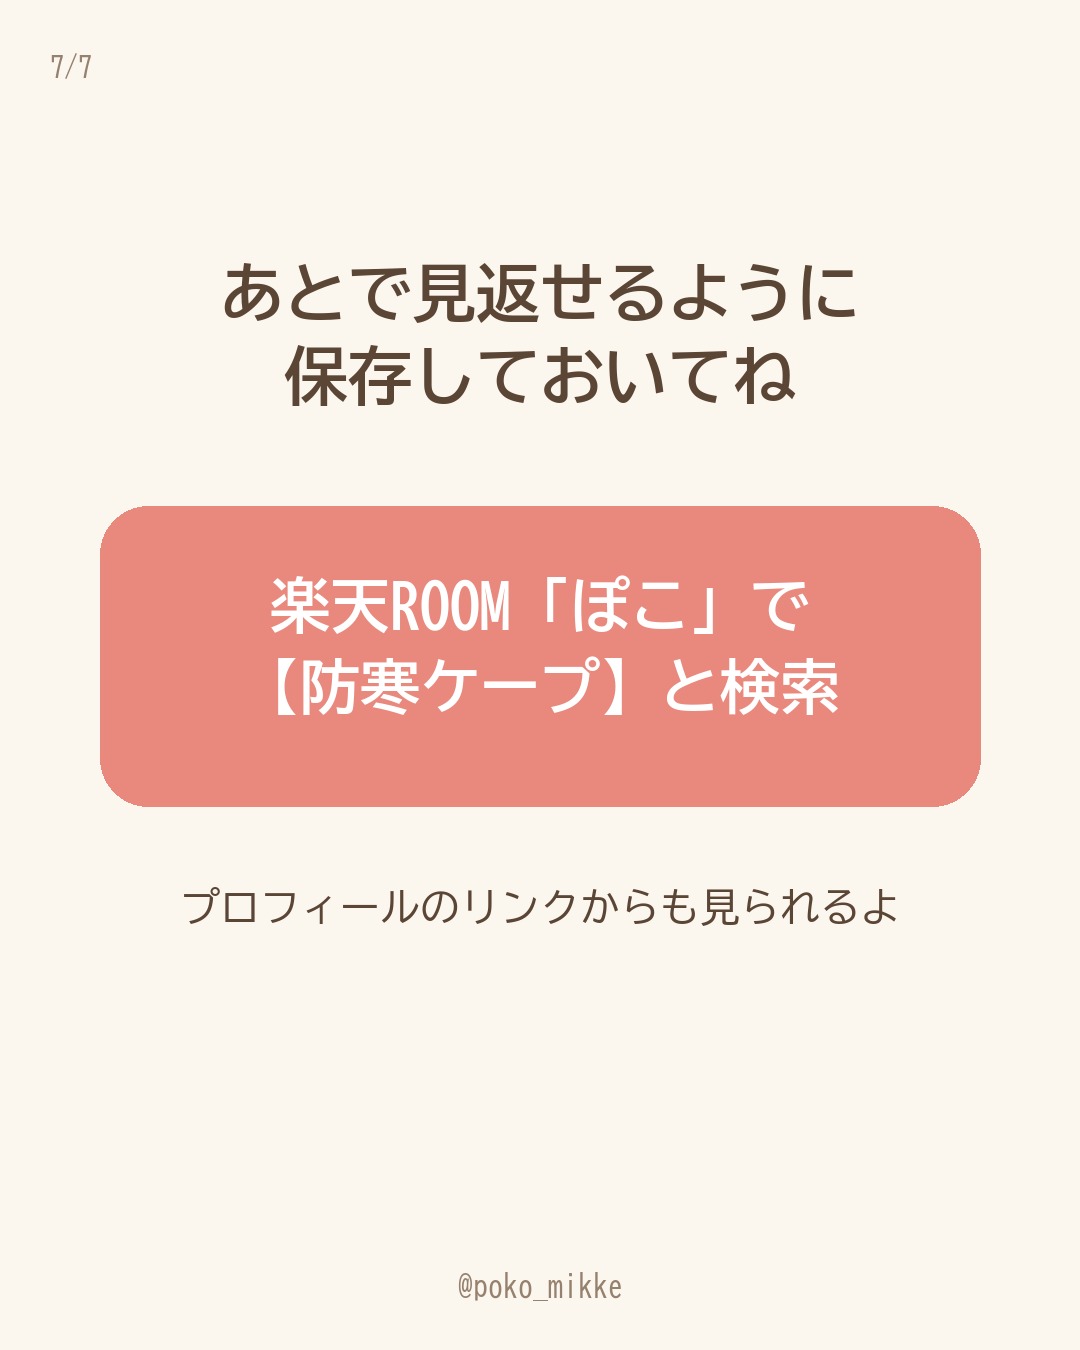 7/7
あとで見返せるように
保存しておいてね
楽天ROOM「ぽこ」で
【防寒ケープ】と検索
プロフィールのリンクからも見られるよ
@poko_mikke